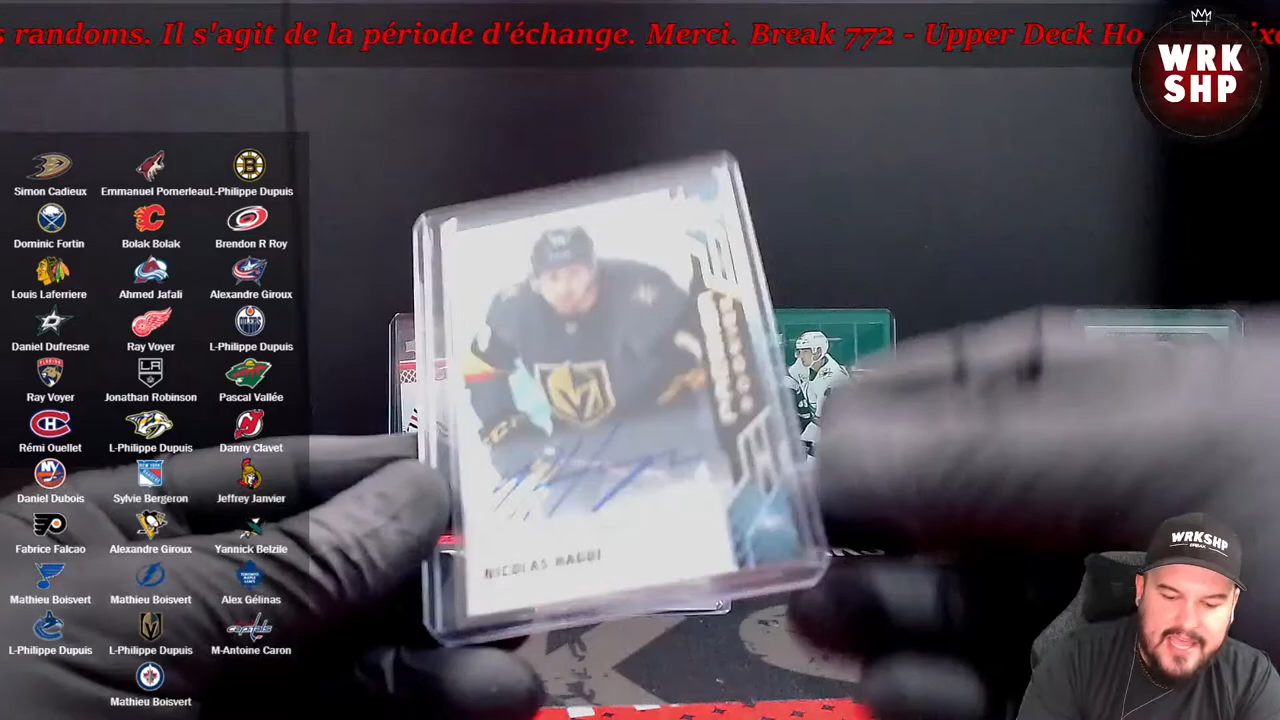 s randoms. Il s'agit de la période d'échange. Merci. Break 772 - Upper Deck Ho
WRK
SHP
Simon Cadieux Emmanuel Pomerleau L-Philippe Dupuis
Dominic Fortin Bolak Bolak Brendon R Roy
Louis Laferriere Ahmed Jafali Alexandre Giroux
Daniel Dufresne Ray Voyer L-Philippe Dupuis
Ray Voyer Jonathan Robinson Pascal Vallée
Rémi Ouellet L-Philippe Dupuis Danny Clavet
Daniel Dubois Sylvie Bergeron Jeffrey Janvier
Fabrice Falcao Alexandre Giroux Yannick Belzile
Mathieu Boisvert Mathieu Boisvert Alex Gélinas
L-Philippe Dupuis L-Philippe Dupuis M-Antoine Caron
Mathieu Boisvert
NICOLAS
WRKSHP